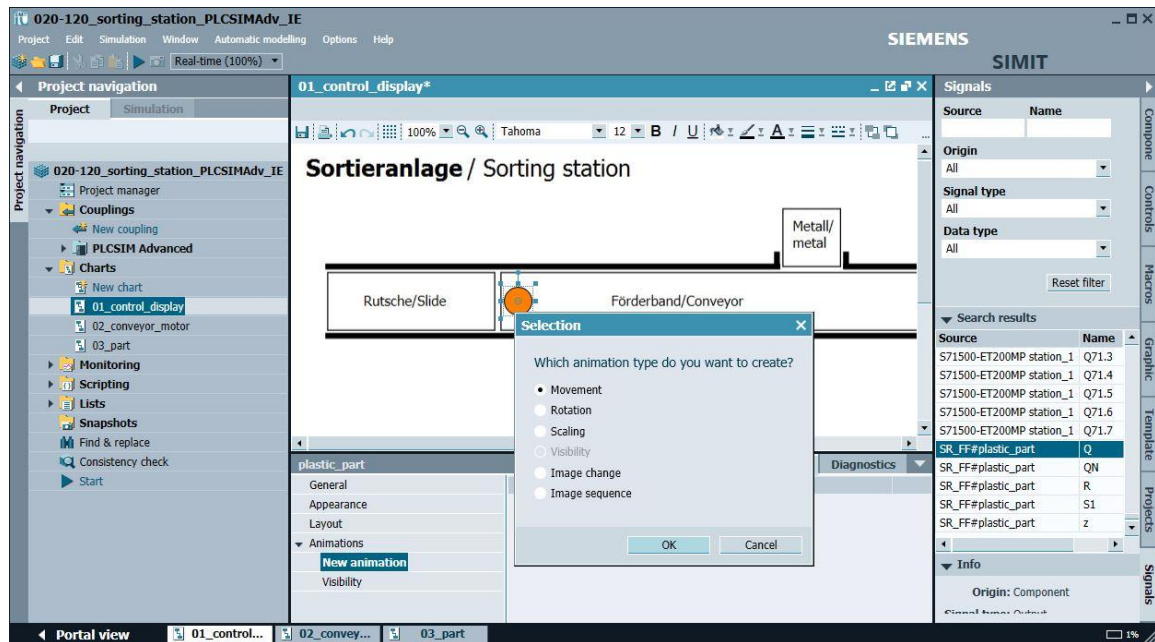 020-120_sorting_station_PLCSIMAdv_IE
Project Edit Simulation Window Automatic modelling Options Help
SIEMENS
SIMIT
Real-time (100%)
Project navigation
Project Simulation
Project navigation
020-120_sorting_station_PLCSIMAdv_IE
Project manager
Couplings
New coupling
PLCSIM Advanced
Charts
New chart
01_control_display
02_conveyor_motor
03_part
Monitoring
Scripting
Lists
Snapshots
Find & replace
Consistency check
Start
01_control_display*
100% Tahoma 12 B I U A ...
Sortieranlage / Sorting station
Metall/
metal
Rutsche/Slide
Förderband/Conveyor
Selection
Which animation type do you want to create?
Movement
Rotation
Scaling
Visibility
Image change
Image sequence
OK Cancel
plastic_part
Diagnostics
General
Appearance
Layout
Animations
New animation
Visibility
Signals
Source Name
Origin
All
Signal type
All
Data type
All
Reset filter
Search results
Source Name
S71500-ET200MP station_1 Q71.3
S71500-ET200MP station_1 Q71.4
S71500-ET200MP station_1 Q71.5
S71500-ET200MP station_1 Q71.6
S71500-ET200MP station_1 Q71.7
SR_FF#plastic_part Q
SR_FF#plastic_part QN
SR_FF#plastic_part R
SR_FF#plastic_part S1
SR_FF#plastic_part z
Info
Origin: Component
Signal type: Output
Compone
Controls
Macros
Graphic
Template
Projects
Signals
Portal view 01_control... 02_convey... 03_part
1%